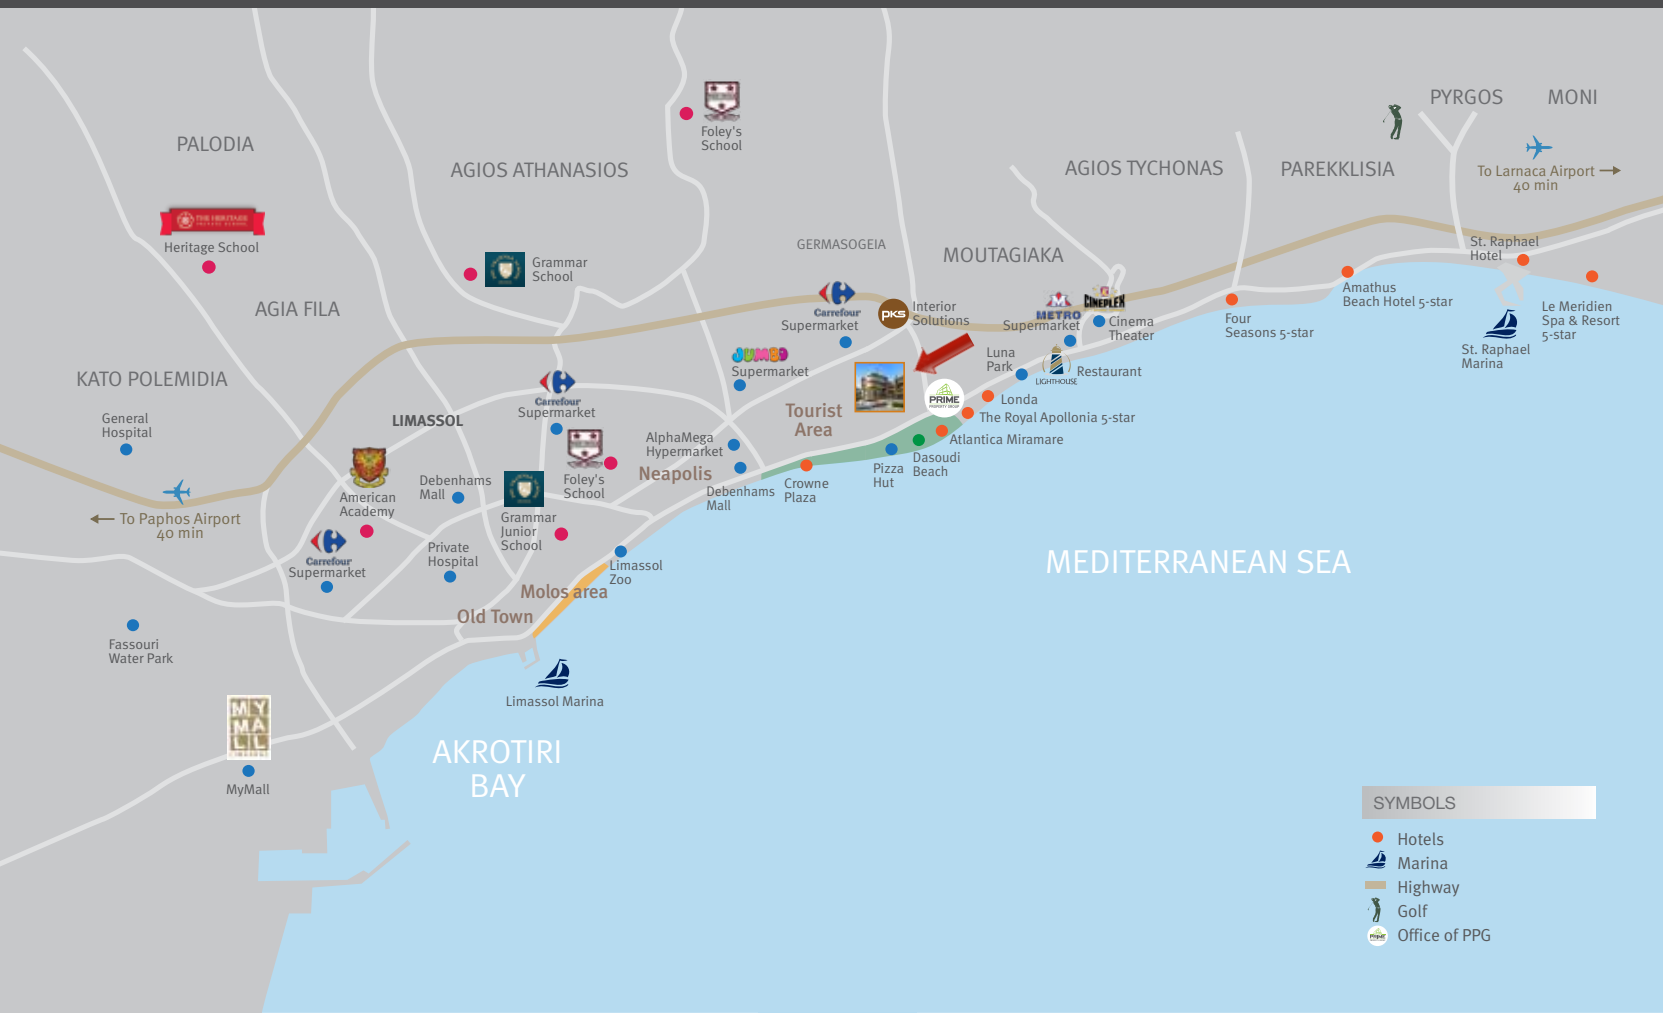 PYRGOS
MONI
PALODIA
AGIOS ATHANASIOS
Foley's
School
AGIOS TYCHONAS
PAREKKLISIA
To Larnaca Airport
40 min
THE HERITAGE
Heritage School
Grammar
School
GERMASOGEIA
MOUTAGIAKA
St. Raphael
Hotel
AGIA FILA
Carrefour
Supermarket
pks
Interior
Solutions
METRO
Supermarket
CINEPLEX
Cinema
Theater
Four
Seasons 5-star
Amathus
Beach Hotel 5-star
Le Meridien
Spa & Resort
5-star
St. Raphael
Marina
JUMBO
Supermarket
Luna
Park
LIGHTHOUSE
Restaurant
KATO POLEMIDIA
General
Hospital
LIMASSOL
Carrefour
Supermarket
Tourist
Area
PRIME
PROPERTY GROUP
Londa
The Royal Apollonia 5-star
Atlantica Miramare
Dasoudi
Beach
Pizza
Hut
Crowne
Plaza
AlphaMega
Hypermarket
Neapolis
Debenhams
Mall
Foley's
School
Debenhams
Mall
American
Academy
Grammar
Junior
School
To Paphos Airport
40 min
Carrefour
Supermarket
Private
Hospital
Limassol
Zoo
Molos area
Old Town
MEDITERRANEAN SEA
Fassouri
Water Park
Limassol Marina
MY
MA
LL
MyMall
AKROTIRI
BAY
SYMBOLS
Hotels
Marina
Highway
Golf
Office of PPG